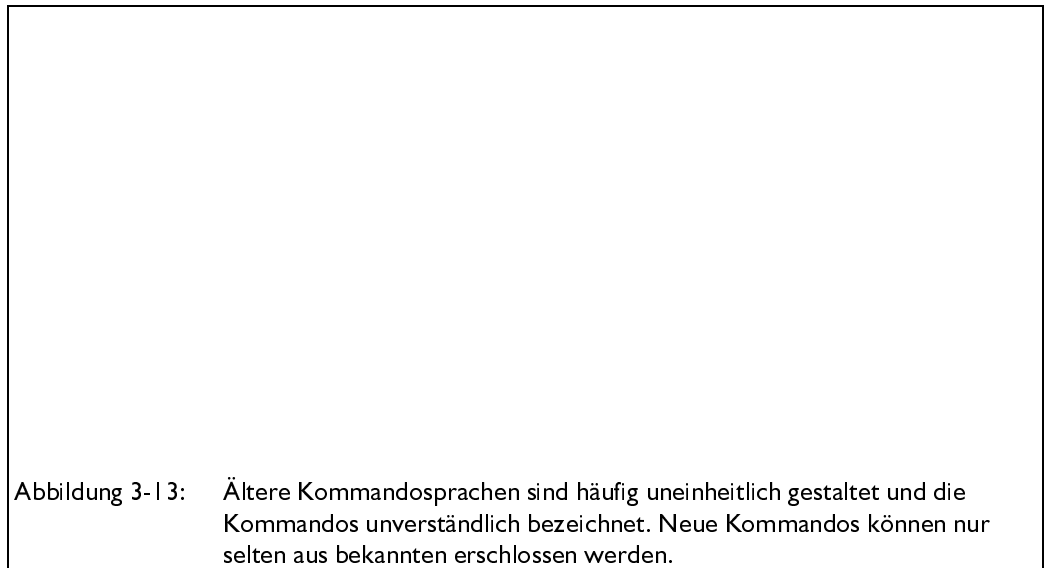 Abbildung 3-13: Ältere Kommandosprachen sind häufig uneinheitlich gestaltet und die
Kommandos unverständlich bezeichnet. Neue Kommandos können nur
selten aus bekannten erschlossen werden.